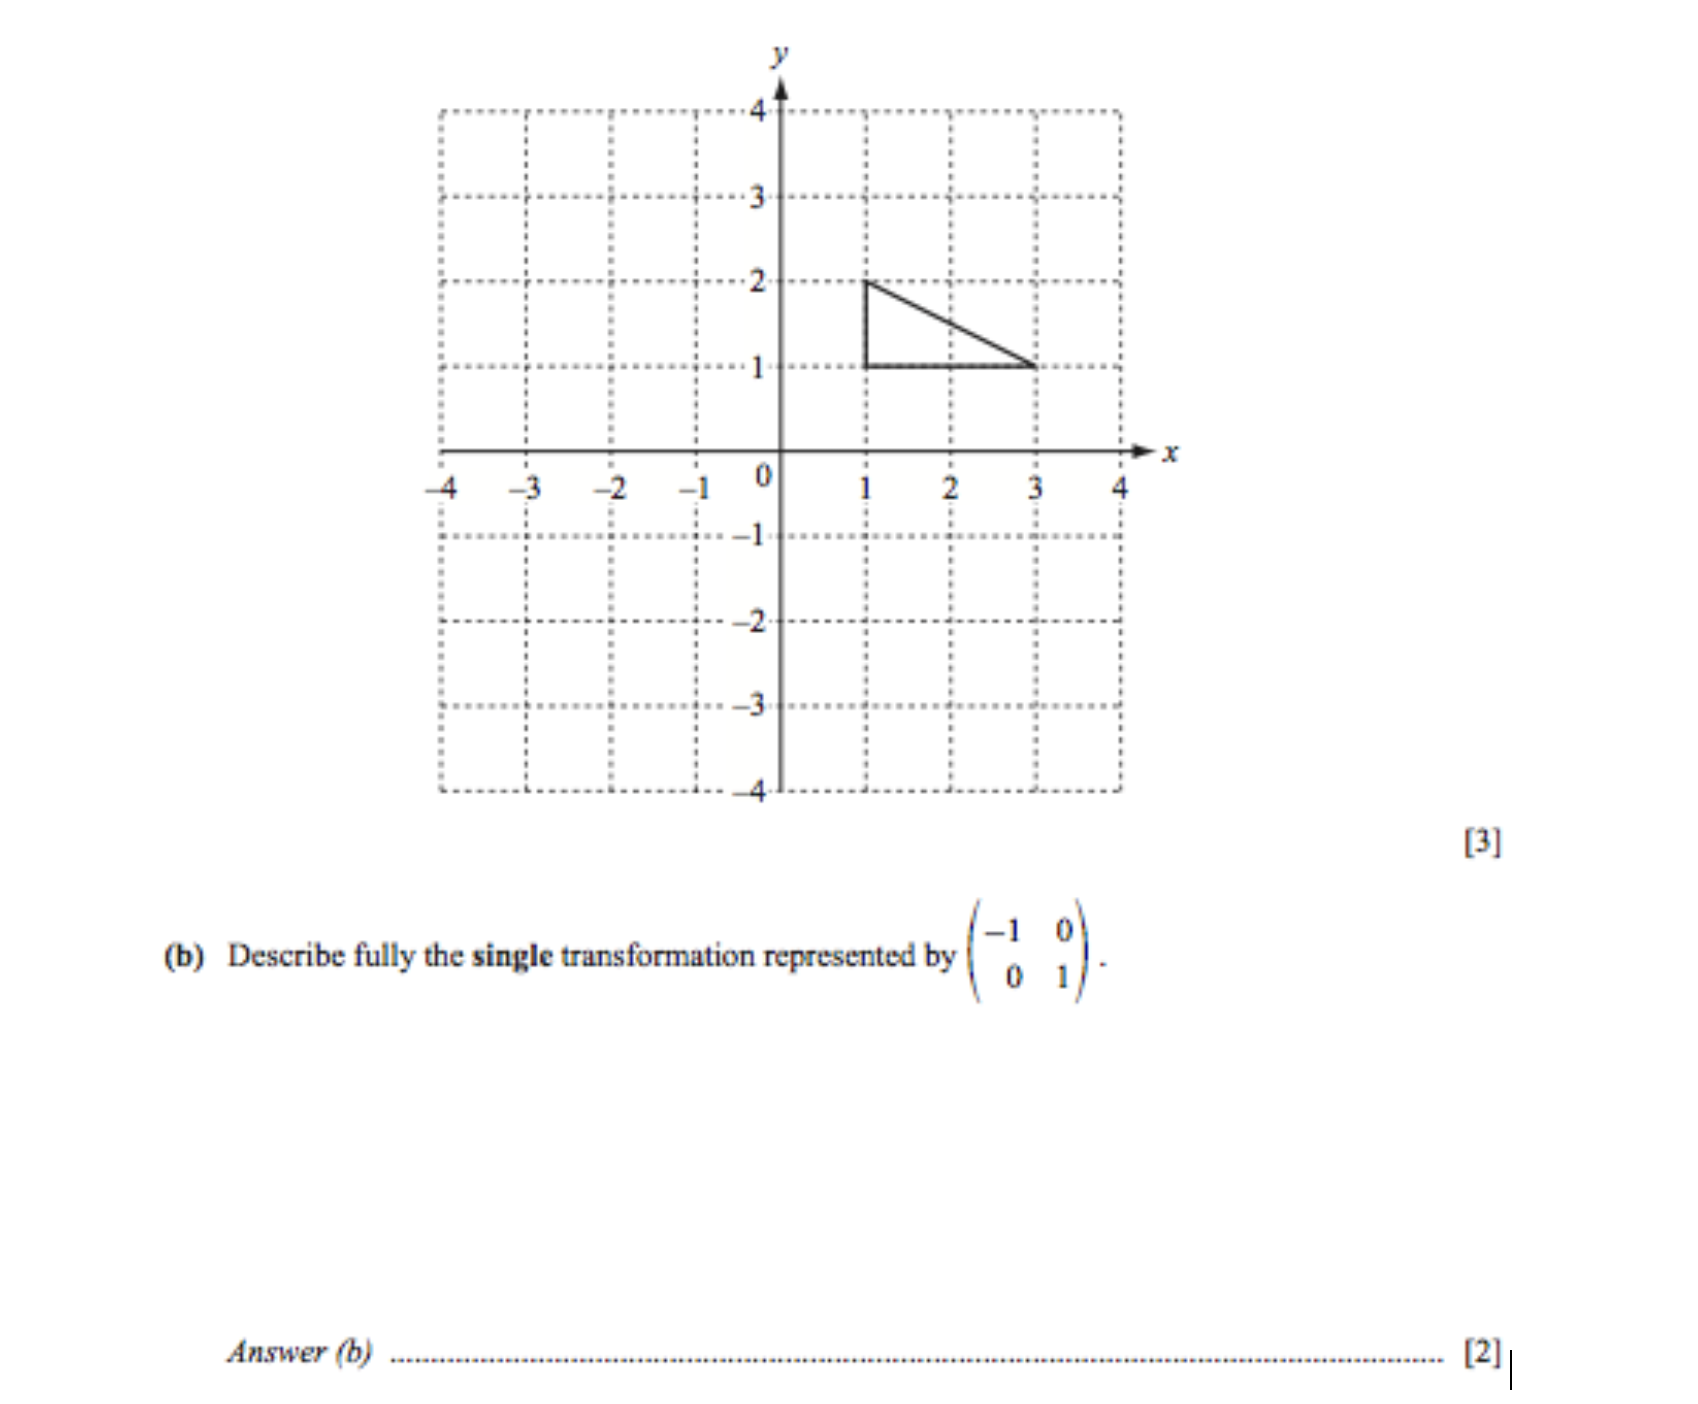 y
4
3
2
1
x
–4 –3 –2 –1 0 1 2 3 4
–1
–2
–3
–4
[3]
(b) Describe fully the single transformation represented by (–1 0
0 1) .
Answer (b) .......................................................................................................... [2]